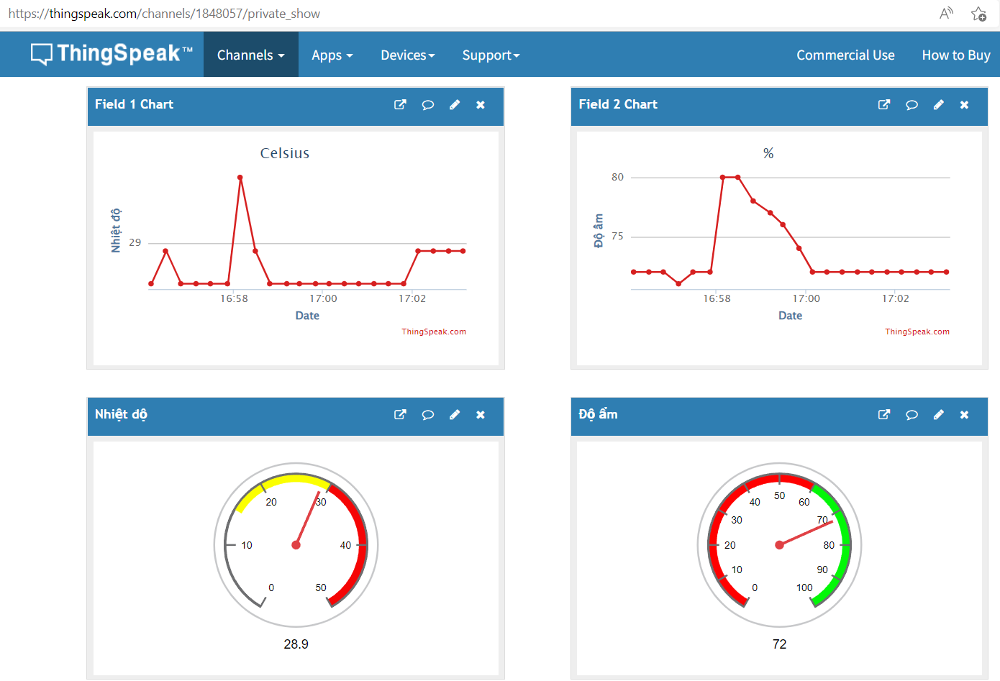 https://thingspeak.com/channels/1848057/private_show
ThingSpeak™ Channels Apps Devices Support Commercial Use How to Buy
Field 1 Chart
Celsius
Nhiệt độ
29
16:58 17:00 17:02
Date
ThingSpeak.com
Field 2 Chart
%
Độ âm
80
75
16:58 17:00 17:02
Date
ThingSpeak.com
Nhiệt độ
0 10 20 30 40 50
28.9
Độ ẩm
0 10 20 30 40 50 60 70 80 90 100
72